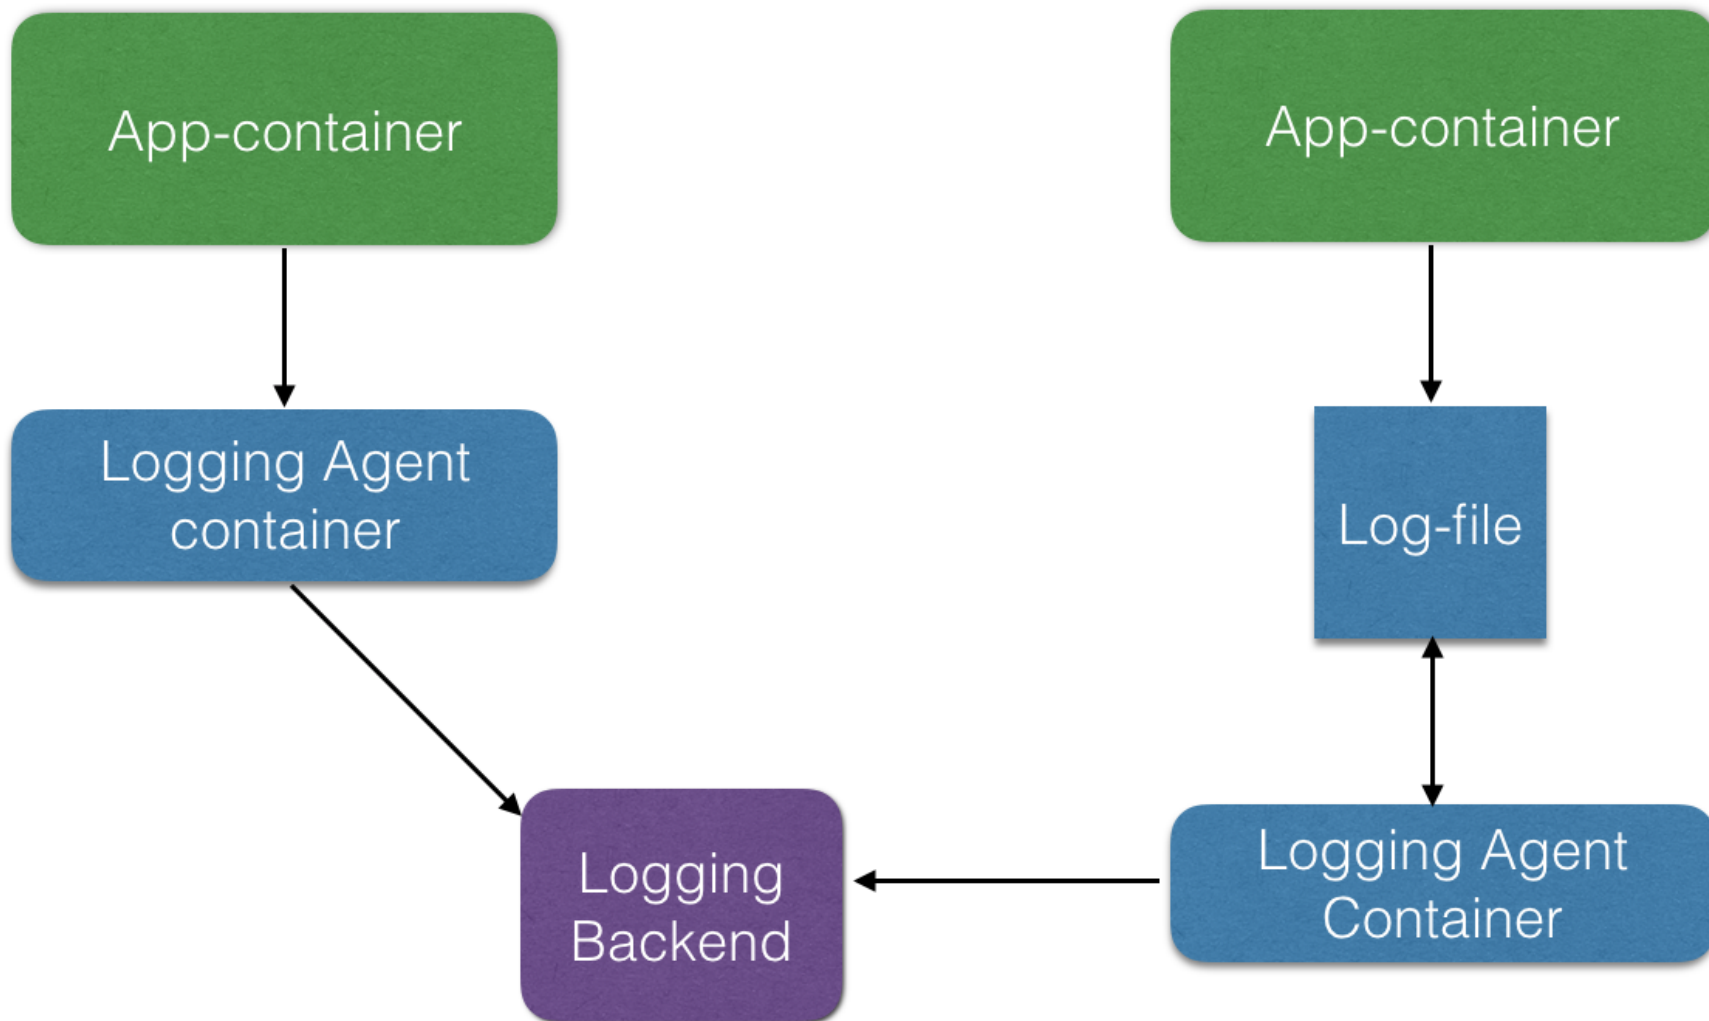 App-container
App-container
Logging Agent
container
Log-file
Logging
Backend
Logging Agent
Container